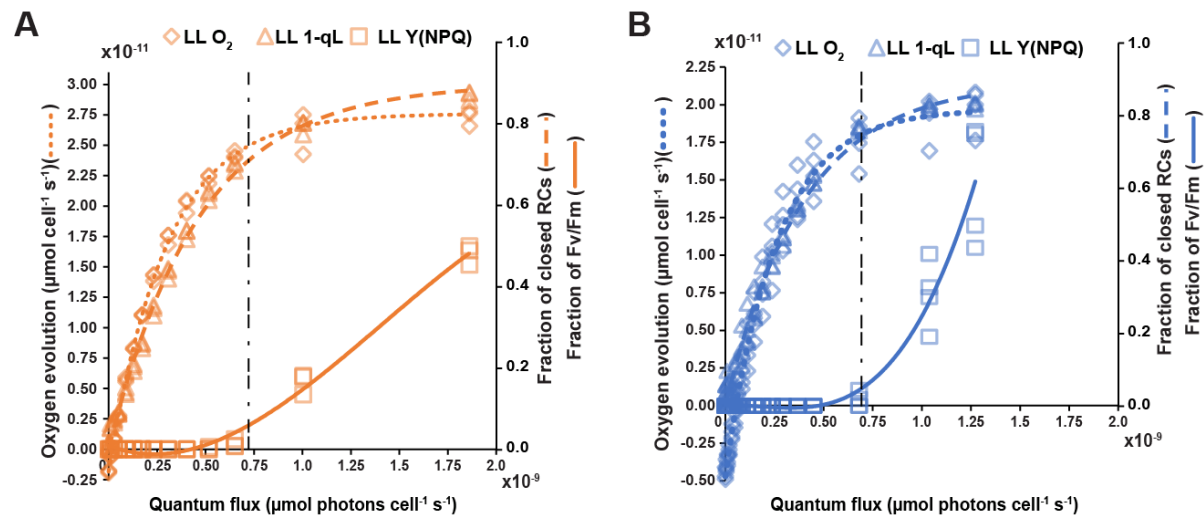 A
x10⁻¹¹
LL O₂ LL 1-qL LL Y(NPQ)
1.0
0.8
0.6
0.4
0.2
0.0
3.00
2.75
2.50
2.25
2.00
1.75
1.50
1.25
1.00
0.75
0.50
0.25
0.00
-0.25
Oxygen evolution (µmol cell⁻¹ s⁻¹)( )
Fraction of closed RCs ( )
Fraction of Fv/Fm ( )
0 0.25 0.50 0.75 1.0 1.25 1.5 1.75 2.0
x10⁻⁹
Quantum flux (µmol photons cell⁻¹ s⁻¹)
B
x10⁻¹¹
LL O₂ LL 1-qL LL Y(NPQ)
1.0
0.8
0.6
0.4
0.2
0.0
2.25
2.00
1.75
1.50
1.25
1.00
0.75
0.50
0.25
0.00
-0.25
-0.50
Oxygen evolution (µmol cell⁻¹ s⁻¹)( )
Fraction of closed RCs ( )
Fraction of Fv/Fm ( )
0 0.25 0.50 0.75 1.0 1.25 1.5 1.75 2.0
x10⁻⁹
Quantum flux (µmol photons cell⁻¹ s⁻¹)